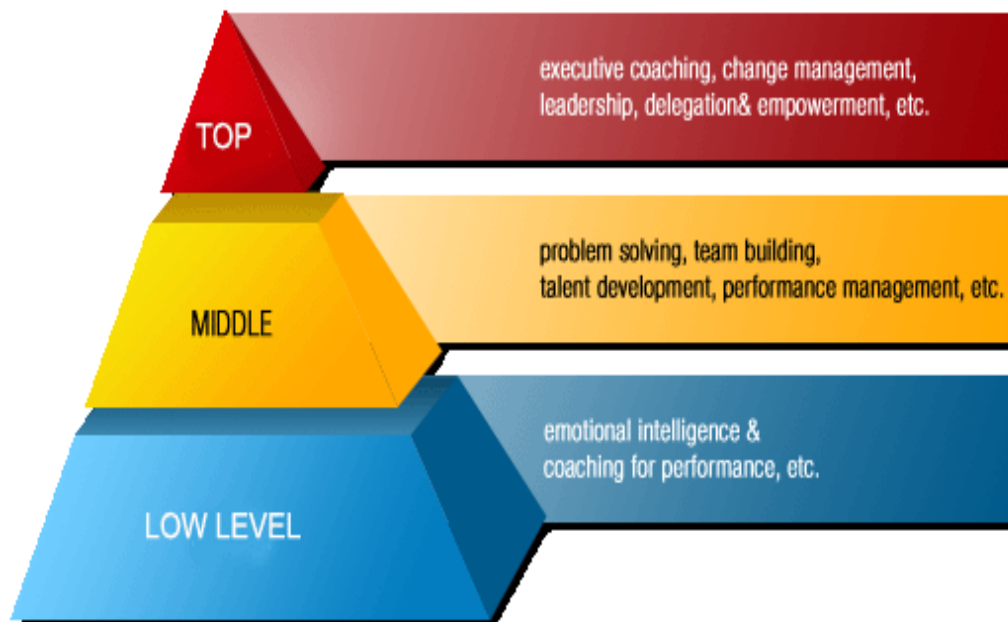 TOP
executive coaching, change management,
leadership, delegation& empowerment, etc.
MIDDLE
problem solving, team building,
talent development, performance management, etc.
LOW LEVEL
emotional intelligence &
coaching for performance, etc.